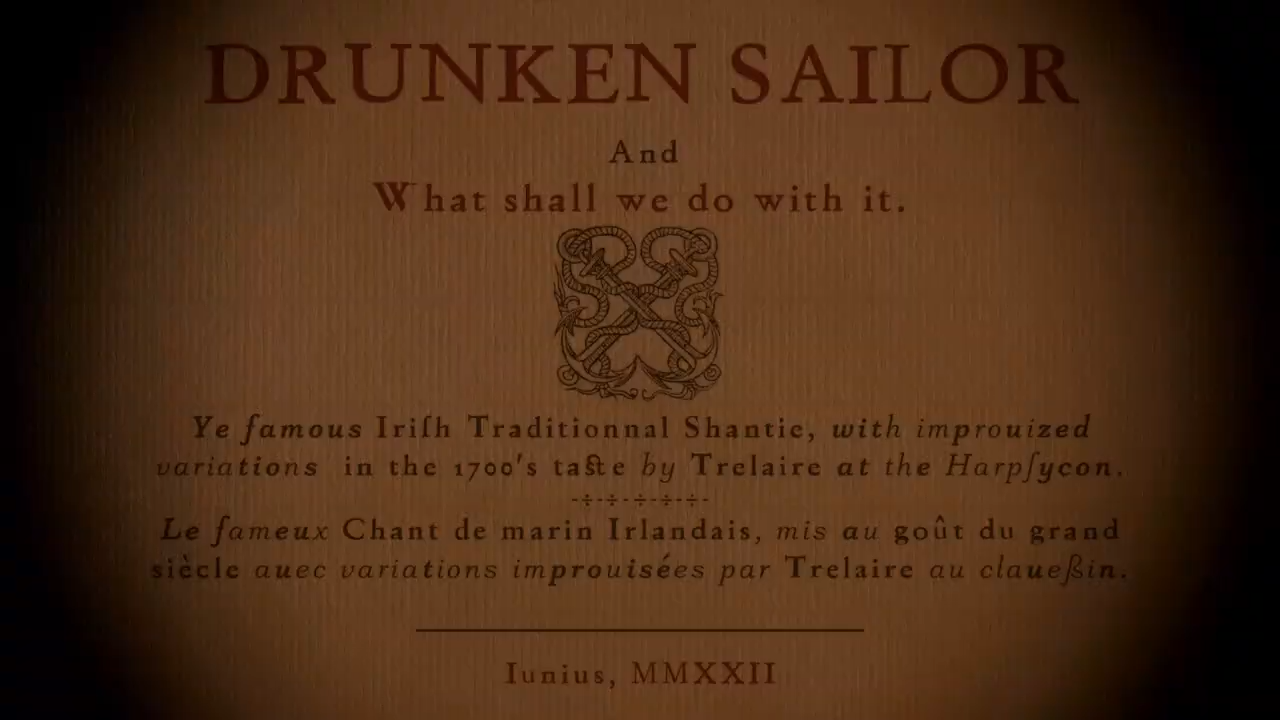 DRUNKEN SAILOR
And
What shall we do with it.
Ye famous Iriſh Traditionnal Shantie, with improuized
variations in the 1700's taſte by Trelaire at the Harpſycon.
-÷-÷-÷-÷-÷-
Le fameux Chant de marin Irlandais, mis au goût du grand
siècle auec variations improuisées par Trelaire au claueßin.
Iunius, MMXXII